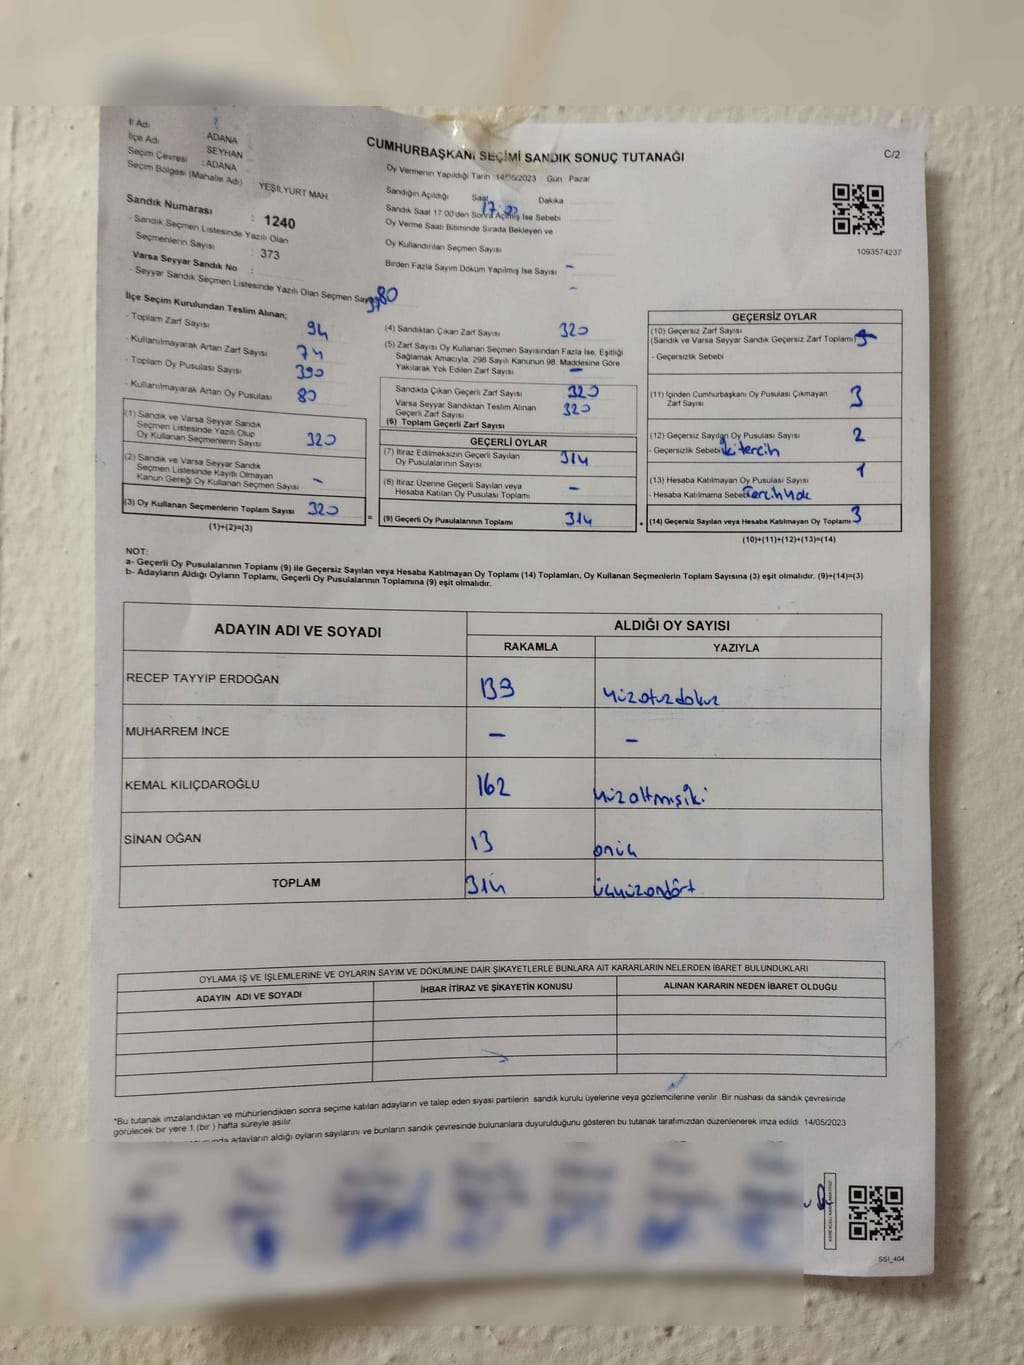 CUMHURBAŞKANI SEÇİMİ SANDIK SONUÇ TUTANAĞI
C/2
İl Adı
İlçe Adı
Seçim Çevresi
Seçim Bölgesi (Mahalle Adı)
ADANA
SEYHAN
: ADANA
YEŞİLYURT MAH
Sandık Numarası : 1240
- Sandık Seçmen Listesinde Yazılı Olan
Seçmenlerin Sayısı : 373
Varsa Seyyar Sandık No :
- Seyyar Sandık Seçmen Listesinde Yazılı Olan Seçmen
Oy Vermenin Yapıldığı Tarih 14/05/2023 Gün : Pazar
Sandığın Açıldığı Saat 17 Dakika
Sandık Saat 17:00'den Sonra Açılmış İse Sebebi
Oy Verme Saati Bitiminde Sırada Bekleyen ve
Oy Kullandırılan Seçmen Sayısı
Birden Fazla Sayım Döküm Yapılmış İse Sayısı -
-
1093574237
İlçe Seçim Kurulundan Teslim Alınan;
- Toplam Zarf Sayısı
- Kullanılmayarak Artan Zarf Sayısı 74
- Toplam Oy Pusulası Sayısı 390
- Kullanılmayarak Artan Oy Pusulası 80
(1) Sandık ve Varsa Seyyar Sandık
Seçmen Listesinde Yazılı Olup
Oy Kullanan Seçmenlerin Sayısı 320
(2) Sandık ve Varsa Seyyar Sandık
Seçmen Listesinde Kayıtlı Olmayan
Kanun Gereği Oy Kullanan Seçmen Sayısı -
(3) Oy Kullanan Seçmenlerin Toplam Sayısı 320
(1)+(2)=(3)
(4) Sandıktan Çıkan Zarf Sayısı 320
(5) Zarf Sayısı Oy Kullanan Seçmen Sayısından Fazla İse, Eşitliği
Sağlamak Amacıyla, 298 Sayılı Kanunun 98. Maddesine Göre
Yakılarak Yok Edilen Zarf Sayısı -
Sandıkta Çıkan Geçerli Zarf Sayısı 320
Varsa Seyyar Sandıktan Teslim Alınan
Geçerli Zarf Sayısı 320
(6) Toplam Geçerli Zarf Sayısı
GEÇERLİ OYLAR
(7) İtiraz Edilmeksizin Geçerli Sayılan
Oy Pusulalarının Sayısı 314
(8) İtiraz Üzerine Geçerli Sayılan veya
Hesaba Katılan Oy Pusulası Toplamı -
= (9) Geçerli Oy Pusulalarının Toplamı 314
GEÇERSİZ OYLAR
(10) Geçersiz Zarf Sayısı
(Sandık ve Varsa Seyyar Sandık Geçersiz Zarf Toplamı)
- Geçersizlik Sebebi
(11) İçinden Cumhurbaşkanı Oy Pusulası Çıkmayan
Zarf Sayısı 3
(12) Geçersiz Sayılan Oy Pusulası Sayısı 2
- Geçersizlik Sebebi iki tercih
(13) Hesaba Katılmayan Oy Pusulası Sayısı 1
- Hesaba Katılmama Sebebi Tercih Yok
+ (14) Geçersiz Sayılan veya Hesaba Katılmayan Oy Toplamı 3
(10)+(11)+(12)+(13)=(14)
NOT:
a- Geçerli Oy Pusulalarının Toplamı (9) ile Geçersiz Sayılan veya Hesaba Katılmayan Oy Toplamı (14) Toplamları, Oy Kullanan Seçmenlerin Toplam Sayısına (3) eşit olmalıdır. (9)+(14)=(3)
b- Adayların Aldığı Oyların Toplamı, Geçerli Oy Pusulalarının Toplamına (9) eşit olmalıdır.
ADAYIN ADI VE SOYADI
ALDIĞI OY SAYISI
RAKAMLA YAZIYLA
RECEP TAYYİP ERDOĞAN 139 yüzotuzdokuz
MUHARREM İNCE - -
KEMAL KILIÇDAROĞLU 162 yüzaltmışiki
SİNAN OĞAN 13 onüç
TOPLAM 314 üçyüzondört
OYLAMA İŞ VE İŞLEMLERİNE VE OYLARIN SAYIM VE DÖKÜMÜNE DAİR ŞİKAYETLERLE BUNLARA AİT KARARLARIN NELERDEN İBARET BULUNDUKLARI
ADAYIN ADI VE SOYADI İHBAR İTİRAZ VE ŞİKAYETİN KONUSU ALINAN KARARIN NEDEN İBARET OLDUĞU
"Bu tutanak imzalandıktan ve mühürlendikten sonra seçime katılan adayların ve talep eden siyasi partilerin sandık kurulu üyelerine veya gözlemcilerine verilir. Bir nüshası da sandık çevresinde
görülecek bir yere 1 (bir ) hafta süreyle asılır.
adayların aldığı oyların sayılarını ve bunların sandık çevresinde bulunanlara duyurulduğunu gösteren bu tutanak tarafımızdan düzenlenerek imza edildi. 14/05/2023
SSI_404